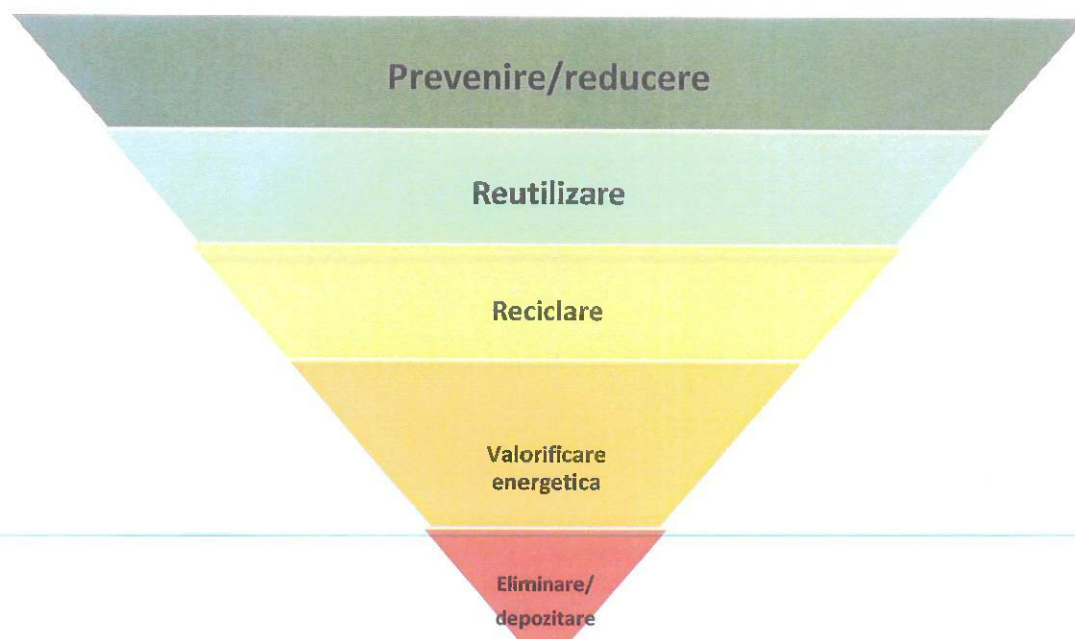 Prevenire/reducere
Reutilizare
Reciclare
Valorificare
energetica
Eliminare/
depozitare